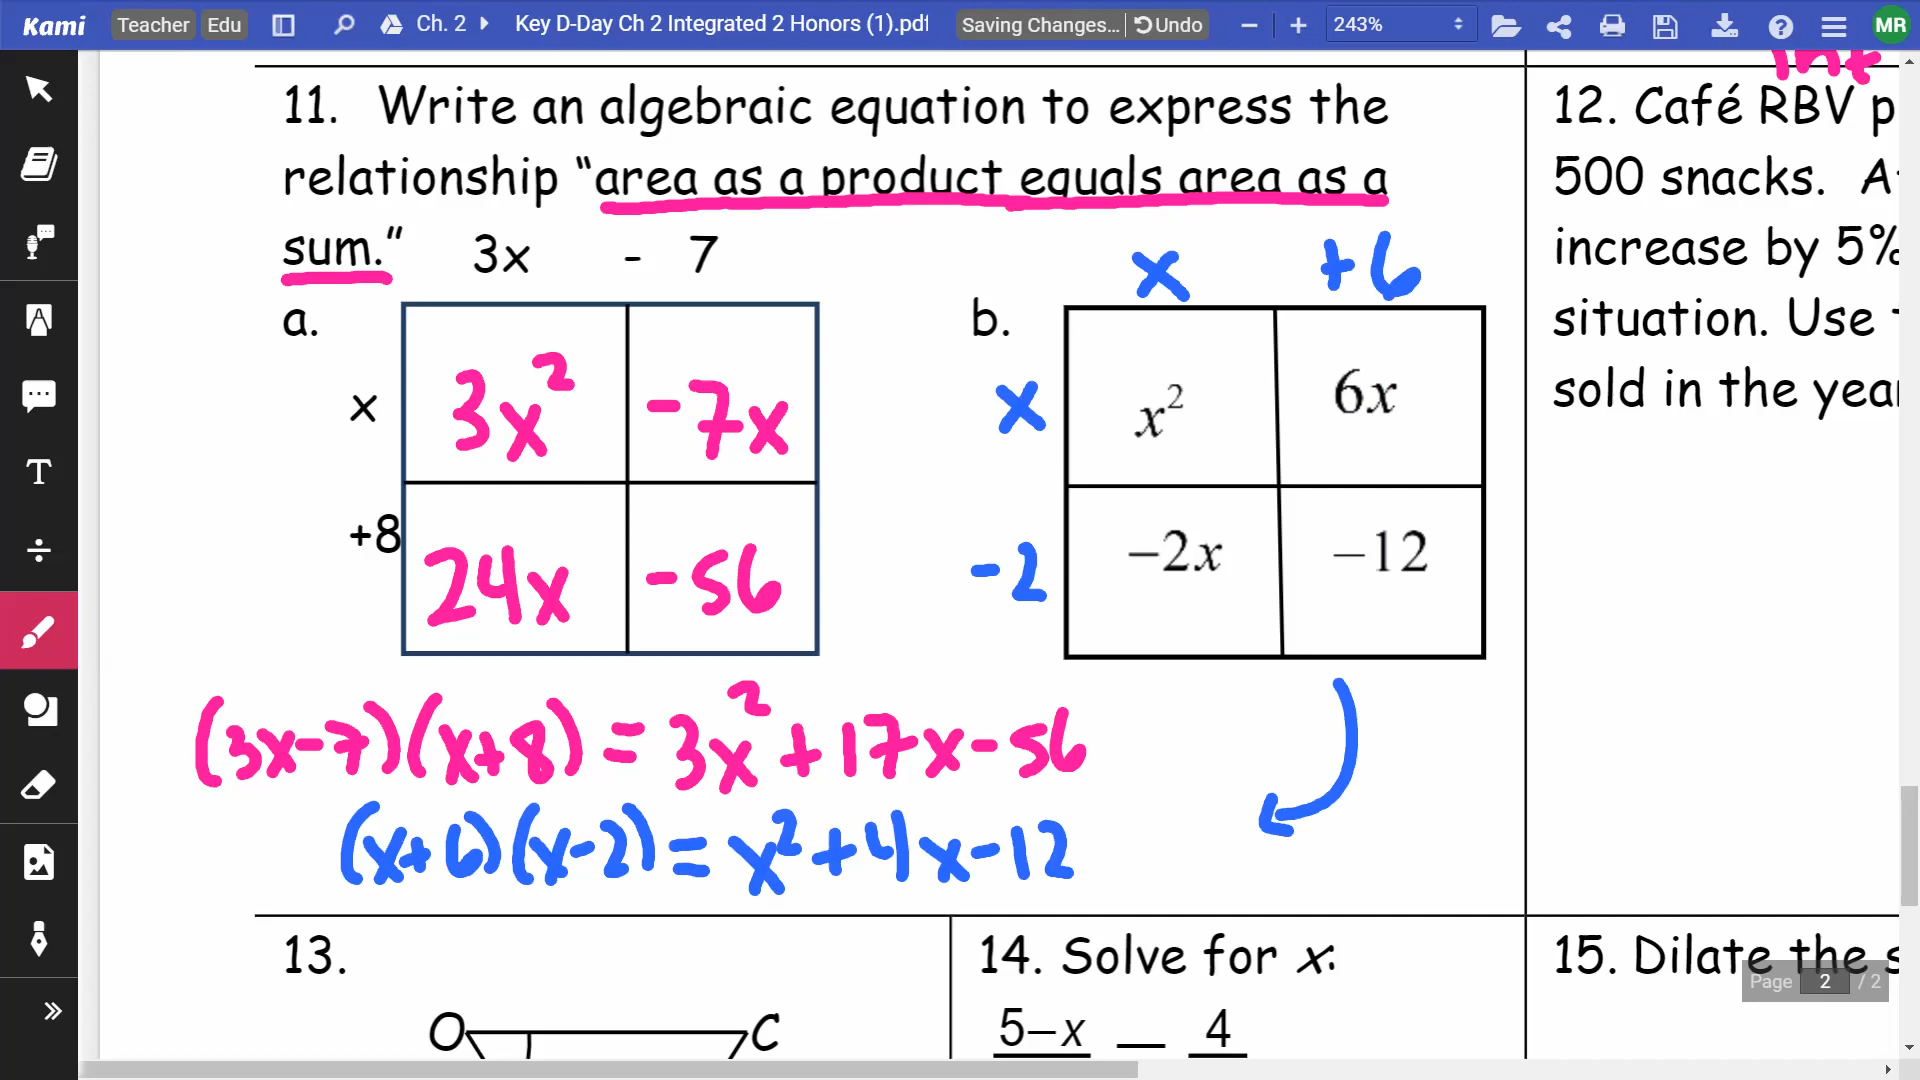 Kami Teacher Edu Ch. 2 Key D-Day Ch 2 Integrated 2 Honors (1).pdf Saving Changes... Undo 243% MR
11. Write an algebraic equation to express the
relationship “area as a product equals area as a
sum.”
3x - 7
a.
x
+8
3x² -7x
24x -56
x +6
b.
x
-2
x² 6x
−2x −12
(3x-7)(x+8) = 3x²+17x-56
(x+6)(x-2) = x²+4x-12
12. Café RBV p
500 snacks.
increase by 5%
situation. Use
sold in the yea
13.
O C
14. Solve for x:
5−x 4
15. Dilate the s
Page 2 / 2